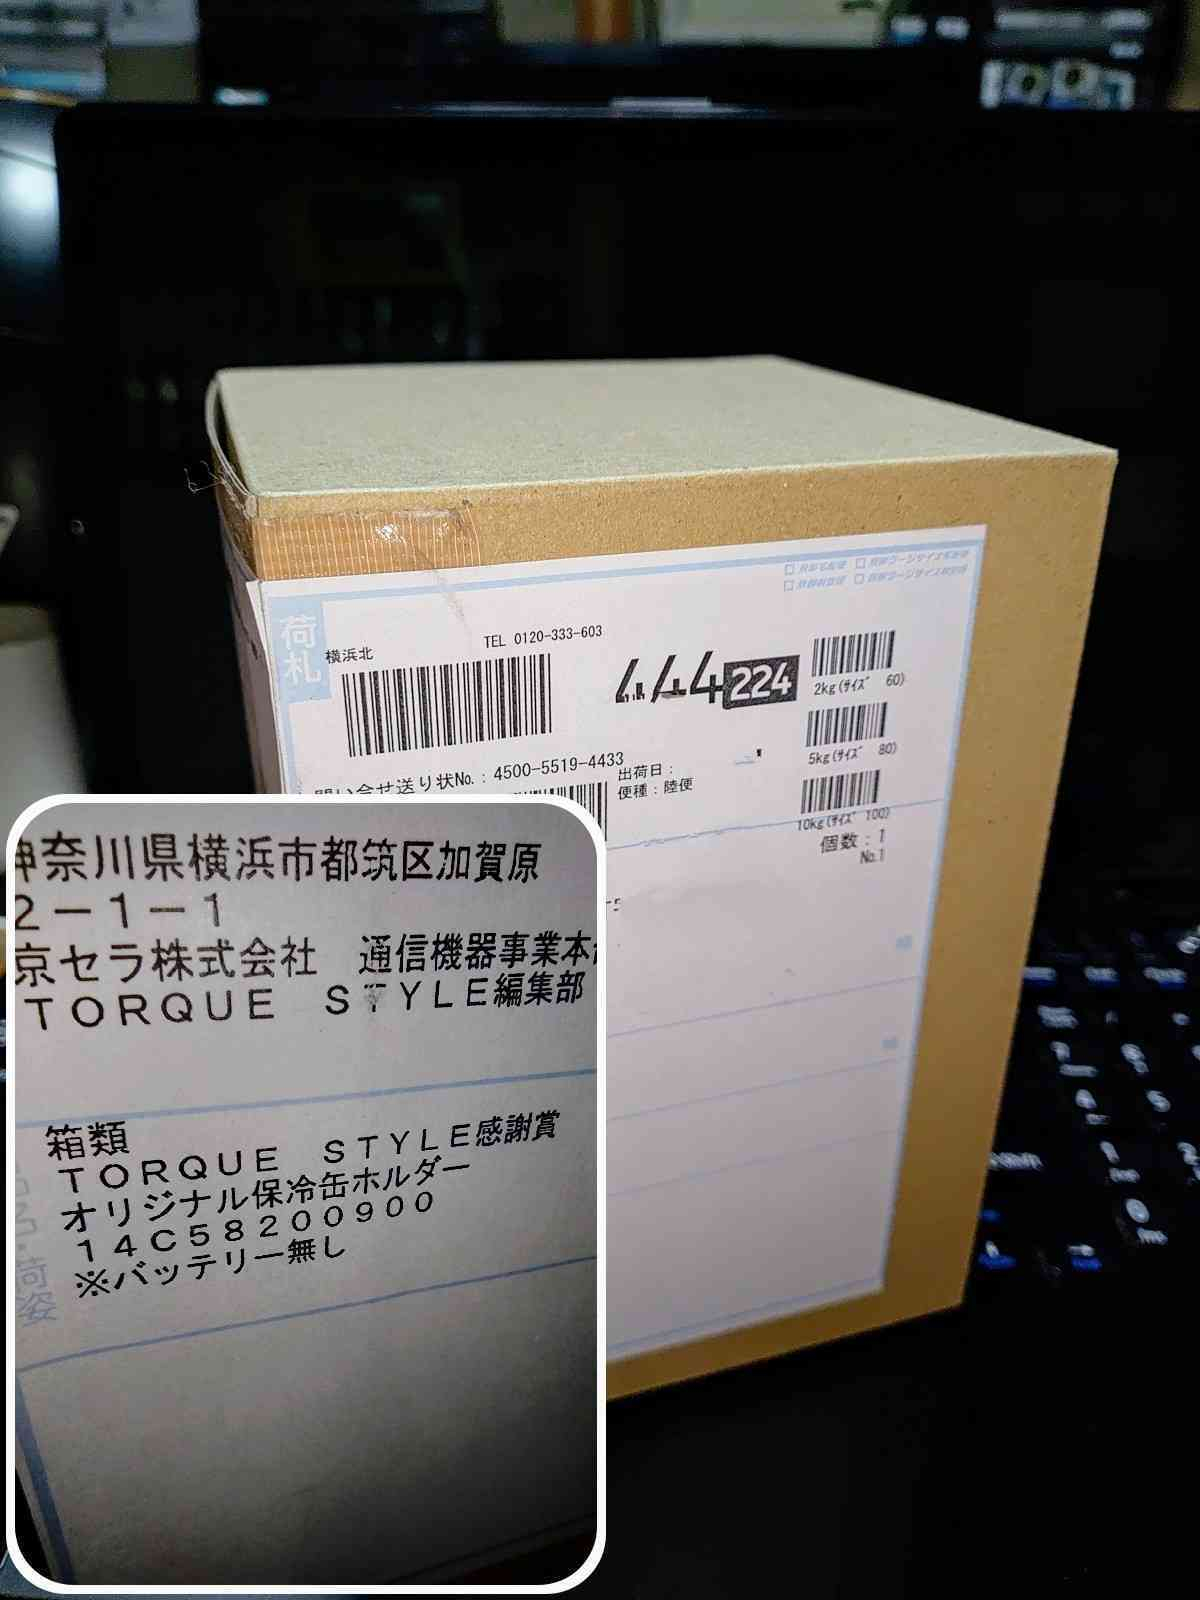 荷札
横浜北
TEL 0120-333-603
444 224
2kg(ｻｲｽﾞ 60)
5kg(ｻｲｽﾞ 80)
10kg(ｻｲｽﾞ 100)
問い合せ送り状No.：4500-5519-4433
出荷日：
便種：陸便
個数：1
No.1
神奈川県横浜市都筑区加賀原
2－1－1
京セラ株式会社　通信機器事業本
ＴＯＲＱＵＥ　ＳＴＹＬＥ編集部
箱類
ＴＯＲＱＵＥ　ＳＴＹＬＥ感謝賞
オリジナル保冷缶ホルダー
１４Ｃ５８２００９００
※バッテリー無し
荷姿